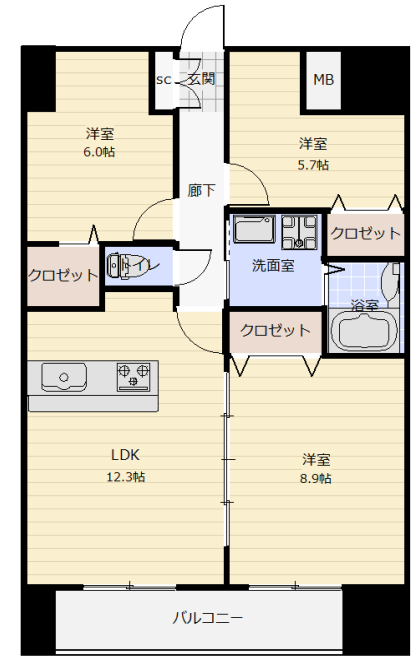 sc
玄関
MB
洋室
6.0帖
洋室
5.7帖
廊下
クロゼット
洗面室
クロゼット
トイレ
浴室
クロゼット
LDK
12.3帖
洋室
8.9帖
バルコニー